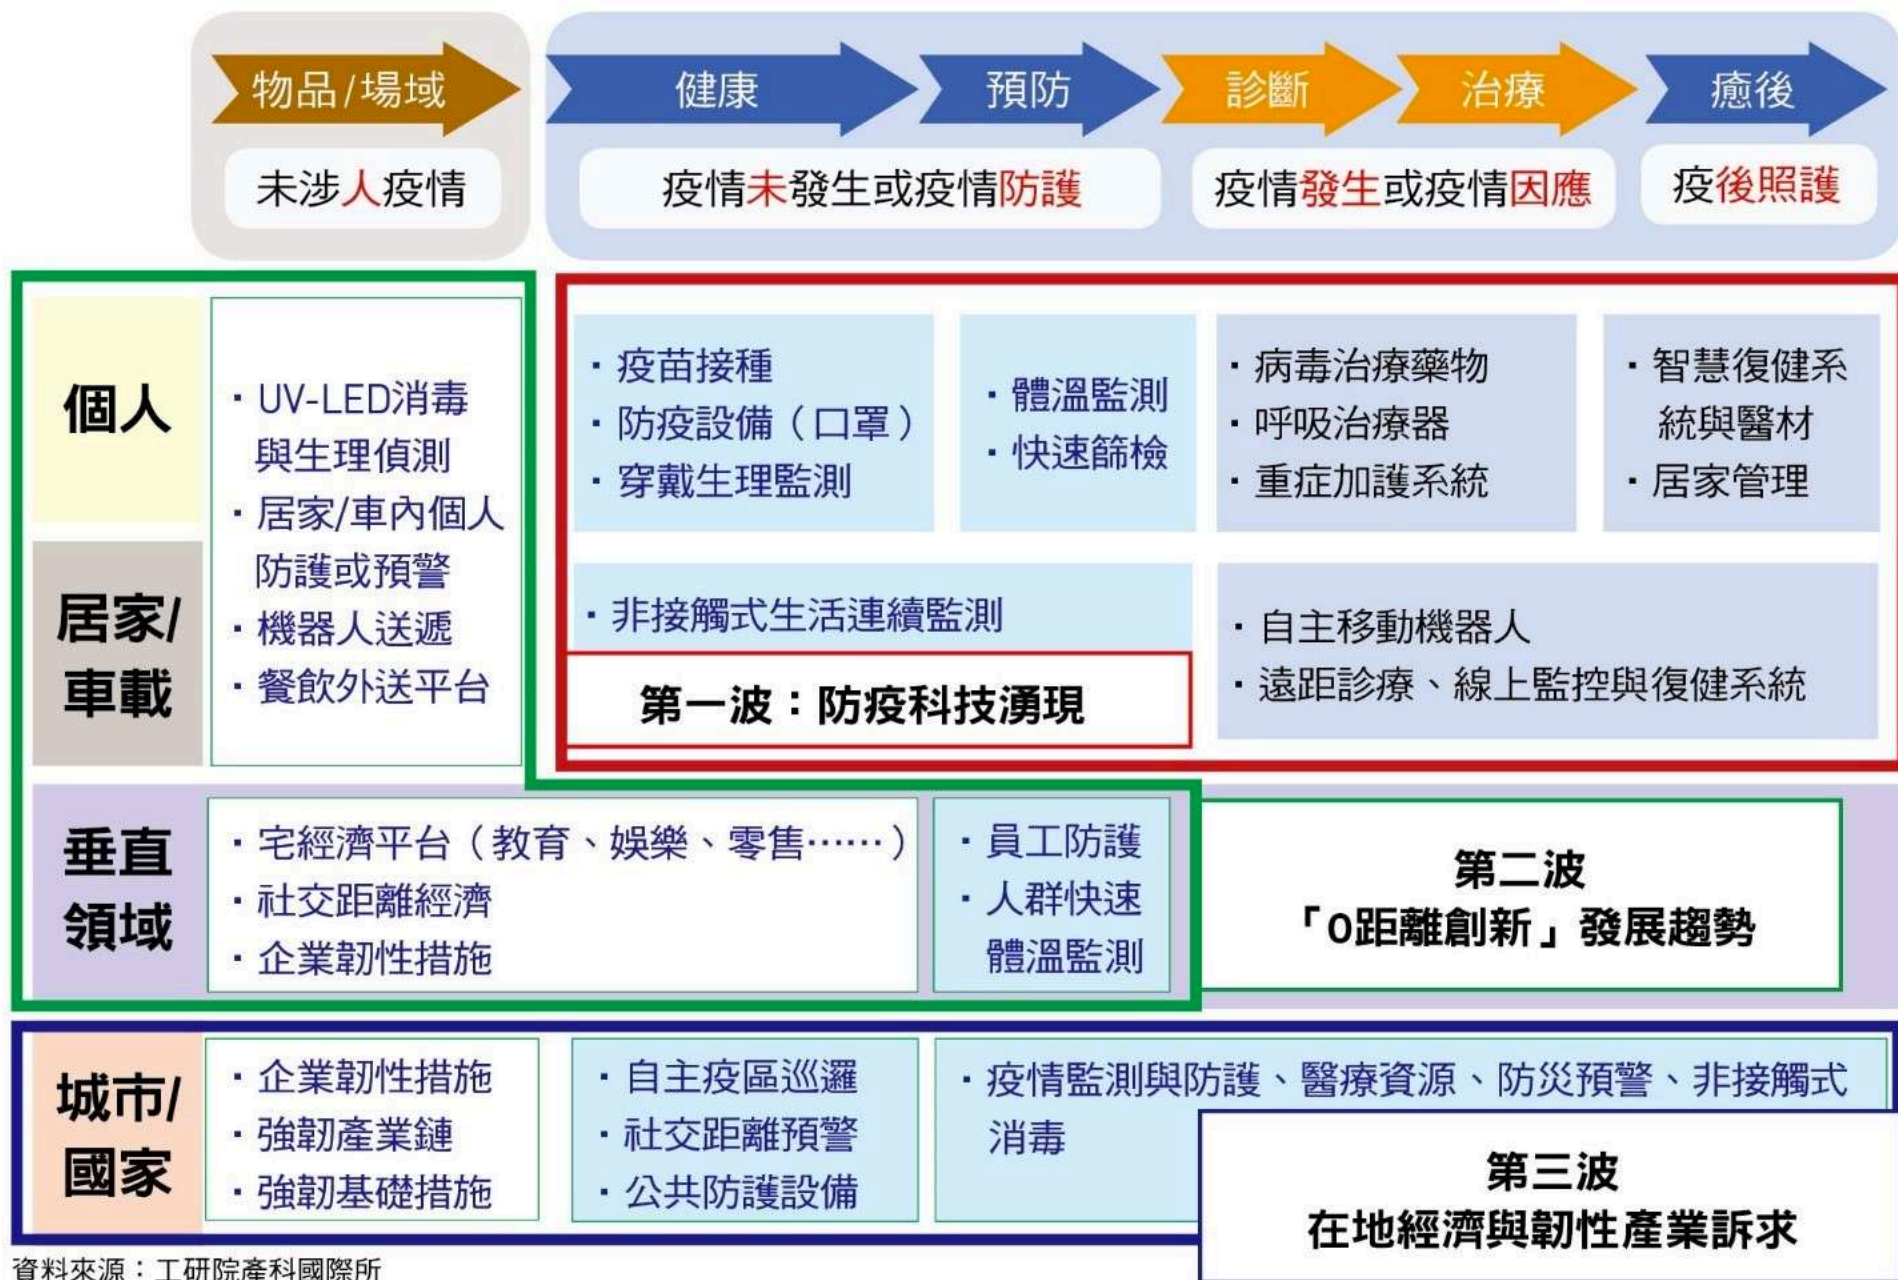 物品/場域
健康
預防
診斷
治療
癒後
未涉人疫情
疫情未發生或疫情防護
疫情發生或疫情因應
疫後照護
個人
居家/
車載
・UV-LED消毒
與生理偵測
・居家/車內個人
防護或預警
・機器人送遞
・餐飲外送平台
・疫苗接種
・防疫設備（口罩）
・穿戴生理監測
・體溫監測
・快速篩檢
・病毒治療藥物
・呼吸治療器
・重症加護系統
・智慧復健系
統與醫材
・居家管理
・非接觸式生活連續監測
第一波：防疫科技湧現
・自主移動機器人
・遠距診療、線上監控與復健系統
垂直
領域
・宅經濟平台（教育、娛樂、零售……）
・社交距離經濟
・企業韌性措施
・員工防護
・人群快速
體溫監測
第二波
「0距離創新」發展趨勢
城市/
國家
・企業韌性措施
・強韌產業鏈
・強韌基礎措施
・自主疫區巡邏
・社交距離預警
・公共防護設備
・疫情監測與防護、醫療資源、防災預警、非接觸式
消毒
第三波
在地經濟與韌性產業訴求
資料來源：工研院產科國際所